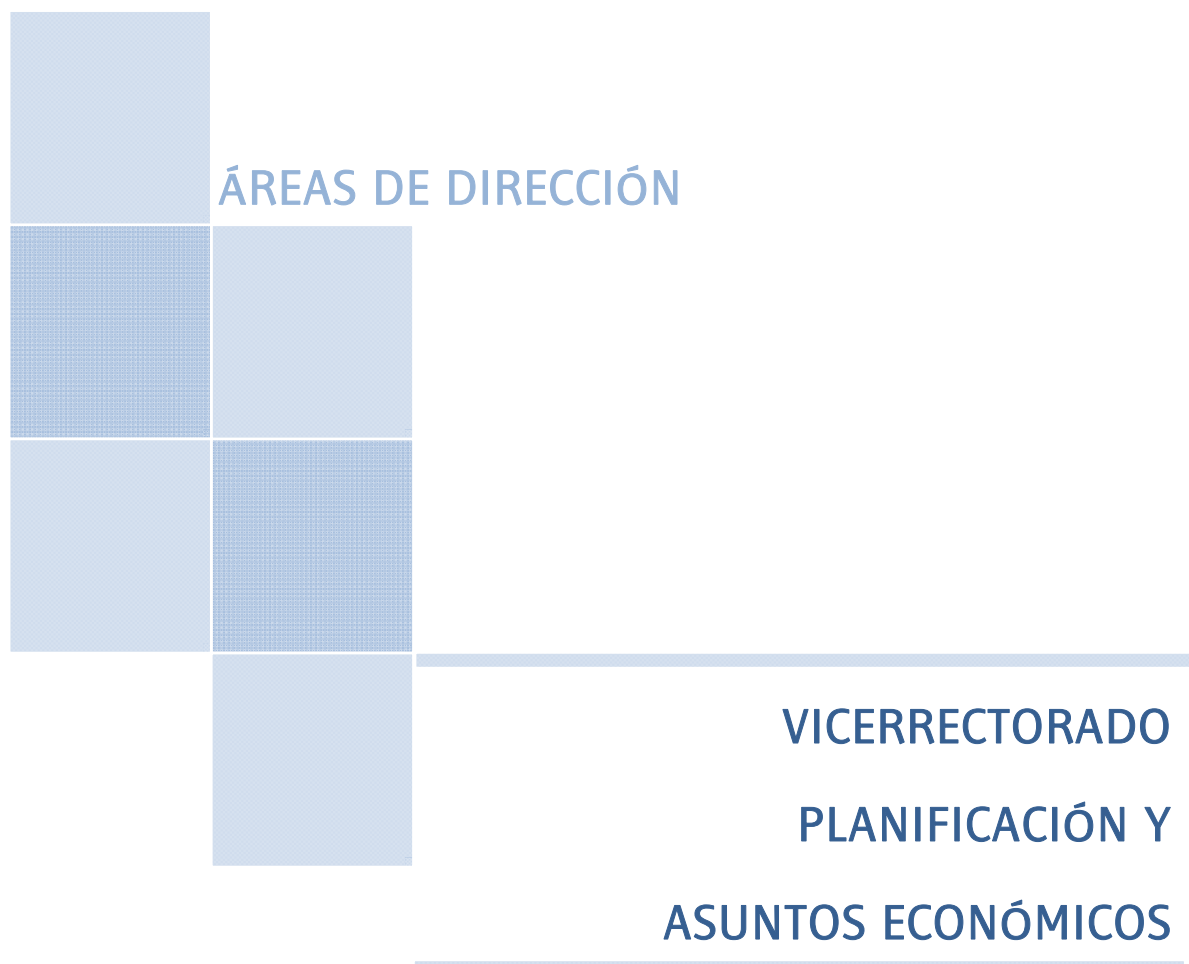 ÁREAS DE DIRECCIÓN
VICERRECTORADO
PLANIFICACIÓN Y
ASUNTOS ECONÓMICOS